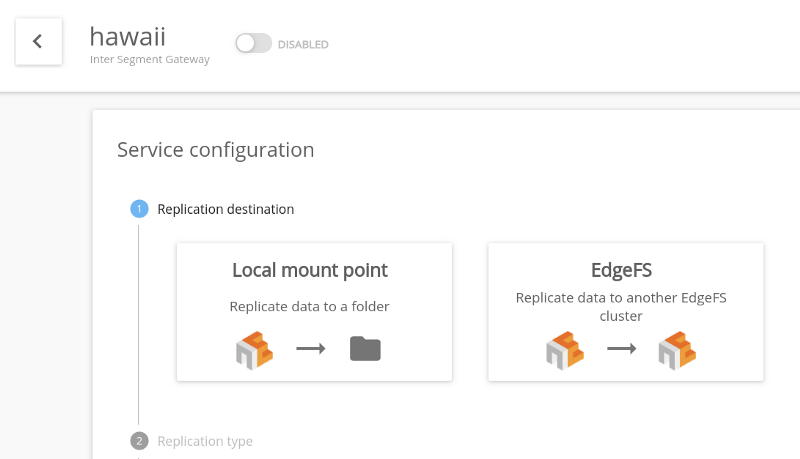 hawaii
Inter Segment Gateway
DISABLED
Service configuration
1 Replication destination
Local mount point
Replicate data to a folder
EdgeFS
Replicate data to another EdgeFS
cluster
2 Replication type